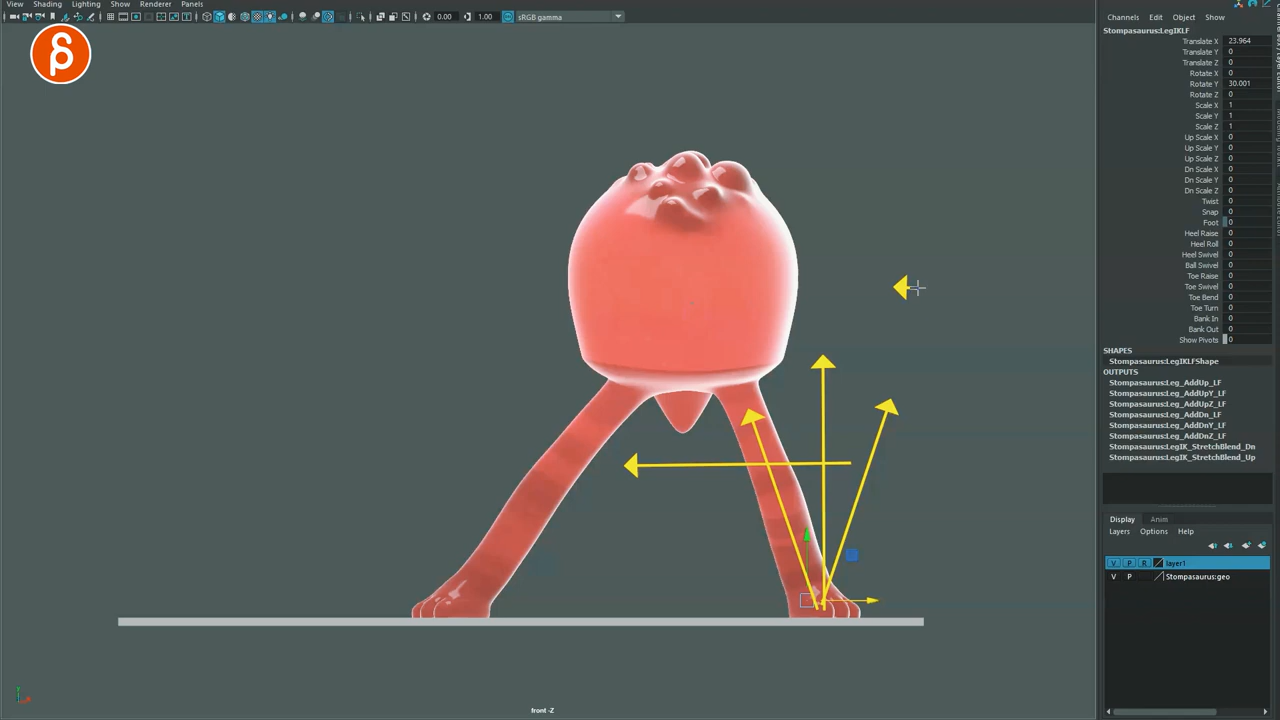 View Shading Lighting Show Renderer Panels
0.00 1.00 sRGB gamma
Channels Edit Object Show
Stompasaurus:LegIKLF
Translate X 23.964
Translate Y 0
Translate Z 0
Rotate X 0
Rotate Y 30.001
Rotate Z 0
Scale X 1
Scale Y 1
Scale Z 1
Up Scale X 0
Up Scale Y 0
Up Scale Z 0
Dn Scale X 0
Dn Scale Y 0
Dn Scale Z 0
Twist 0
Snap 0
Foot 0
Heel Raise 0
Heel Roll 0
Heel Swivel 0
Ball Swivel 0
Toe Raise 0
Toe Swivel 0
Toe Bend 0
Toe Turn 0
Bank In 0
Bank Out 0
Show Pivots 0
SHAPES
Stompasaurus:LegIKLFShape
OUTPUTS
Stompasaurus:Leg_AddUp_LF
Stompasaurus:Leg_AddUpY_LF
Stompasaurus:Leg_AddUpZ_LF
Stompasaurus:Leg_AddDn_LF
Stompasaurus:Leg_AddDnY_LF
Stompasaurus:Leg_AddDnZ_LF
Stompasaurus:LegIK_StretchBlend_Dn
Stompasaurus:LegIK_StretchBlend_Up
Display Anim
Layers Options Help
V P R layer1
V P Stompasaurus:geo
front -Z